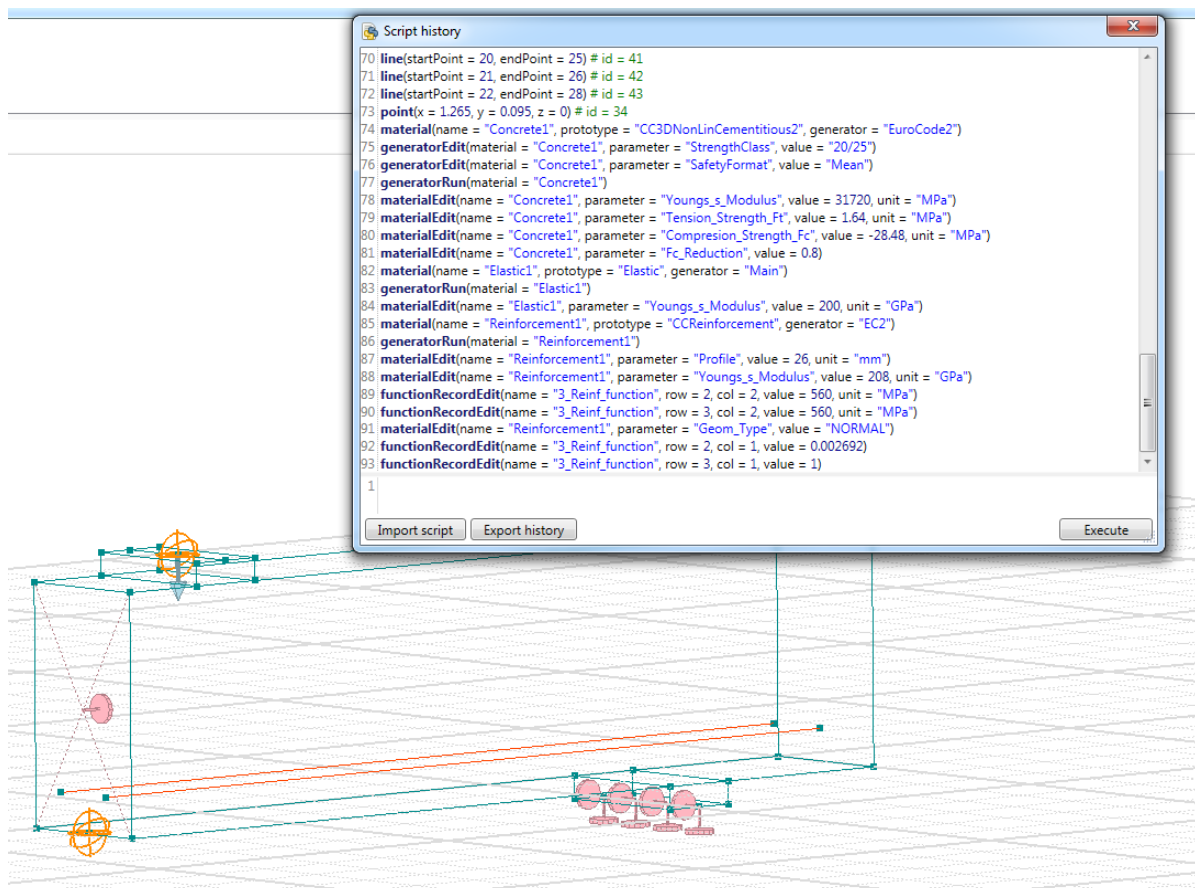 Script history
70 line(startPoint = 20, endPoint = 25) # id = 41
71 line(startPoint = 21, endPoint = 26) # id = 42
72 line(startPoint = 22, endPoint = 28) # id = 43
73 point(x = 1.265, y = 0.095, z = 0) # id = 34
74 material(name = "Concrete1", prototype = "CC3DNonLinCementitious2", generator = "EuroCode2")
75 generatorEdit(material = "Concrete1", parameter = "StrengthClass", value = "20/25")
76 generatorEdit(material = "Concrete1", parameter = "SafetyFormat", value = "Mean")
77 generatorRun(material = "Concrete1")
78 materialEdit(name = "Concrete1", parameter = "Youngs_s_Modulus", value = 31720, unit = "MPa")
79 materialEdit(name = "Concrete1", parameter = "Tension_Strength_Ft", value = 1.64, unit = "MPa")
80 materialEdit(name = "Concrete1", parameter = "Compresion_Strength_Fc", value = -28.48, unit = "MPa")
81 materialEdit(name = "Concrete1", parameter = "Fc_Reduction", value = 0.8)
82 material(name = "Elastic1", prototype = "Elastic", generator = "Main")
83 generatorRun(material = "Elastic1")
84 materialEdit(name = "Elastic1", parameter = "Youngs_s_Modulus", value = 200, unit = "GPa")
85 material(name = "Reinforcement1", prototype = "CCReinforcement", generator = "EC2")
86 generatorRun(material = "Reinforcement1")
87 materialEdit(name = "Reinforcement1", parameter = "Profile", value = 26, unit = "mm")
88 materialEdit(name = "Reinforcement1", parameter = "Youngs_s_Modulus", value = 208, unit = "GPa")
89 functionRecordEdit(name = "3_Reinf_function", row = 2, col = 2, value = 560, unit = "MPa")
90 functionRecordEdit(name = "3_Reinf_function", row = 3, col = 2, value = 560, unit = "MPa")
91 materialEdit(name = "Reinforcement1", parameter = "Geom_Type", value = "NORMAL")
92 functionRecordEdit(name = "3_Reinf_function", row = 2, col = 1, value = 0.002692)
93 functionRecordEdit(name = "3_Reinf_function", row = 3, col = 1, value = 1)
1
Import script Export history Execute